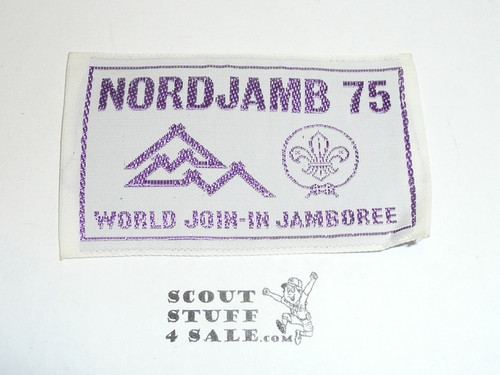 NORDJAMB 75
WORLD JOIN-IN JAMBOREE
SCOUT
STUFF
4 SALE.COM